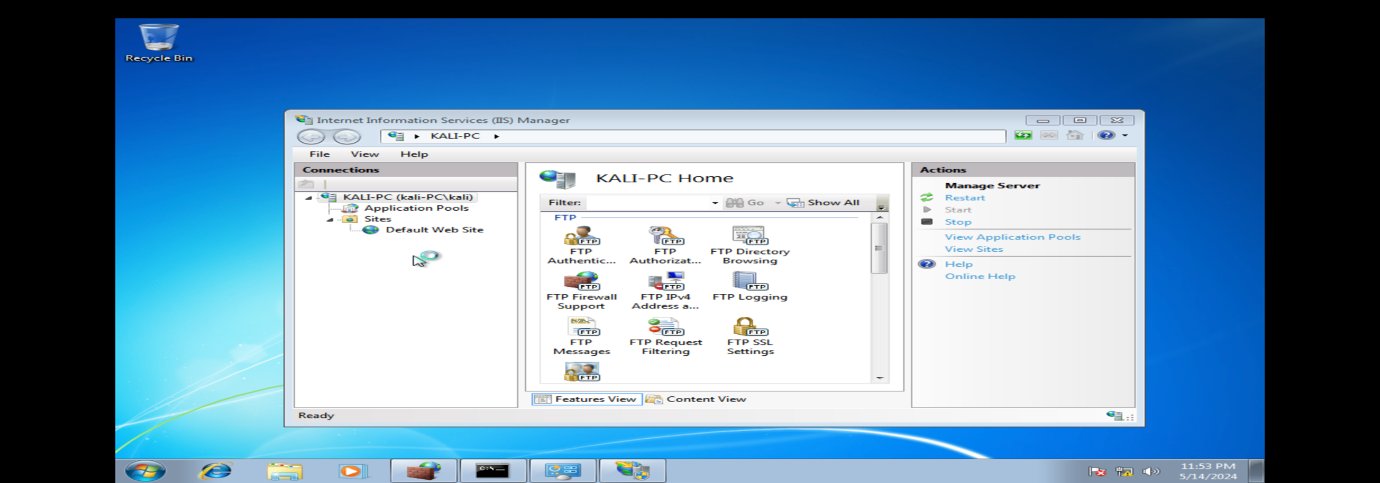 Recycle Bin
Internet Information Services (IIS) Manager
KALI-PC
File View Help
Connections
KALI-PC (kali-PC\kali)
Application Pools
Sites
Default Web Site
KALI-PC Home
Filter: Go Show All
FTP
FTP Authentic...
FTP Authorizat...
FTP Directory Browsing
FTP Firewall Support
FTP IPv4 Address a...
FTP Logging
FTP Messages
FTP Request Filtering
FTP SSL Settings
FTP
Features View Content View
Actions
Manage Server
Restart
Start
Stop
View Application Pools
View Sites
Help
Online Help
Ready
11:53 PM
5/14/2024